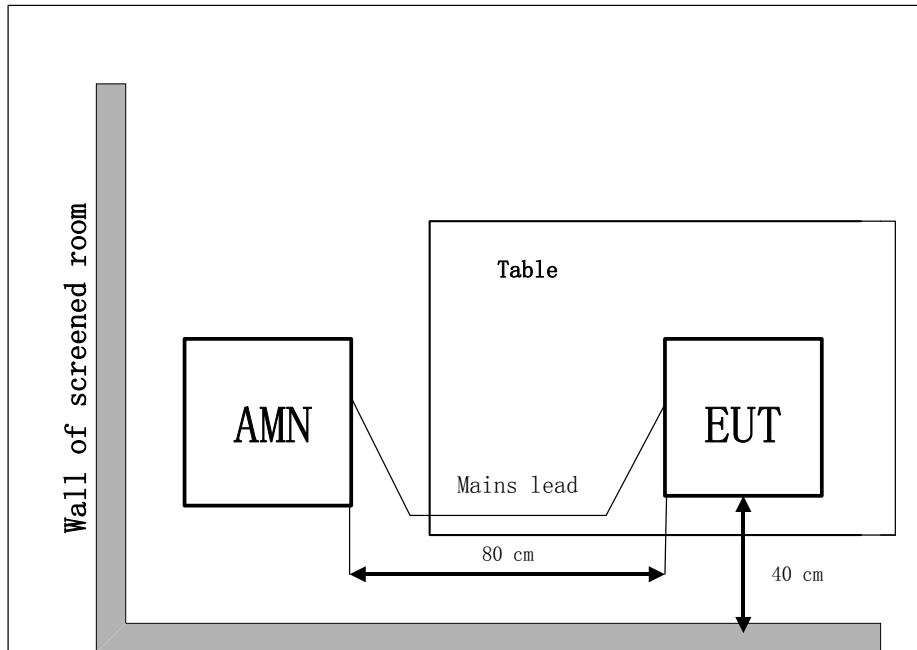 Wall of screened room
Table
AMN
EUT
Mains lead
80 cm
40 cm